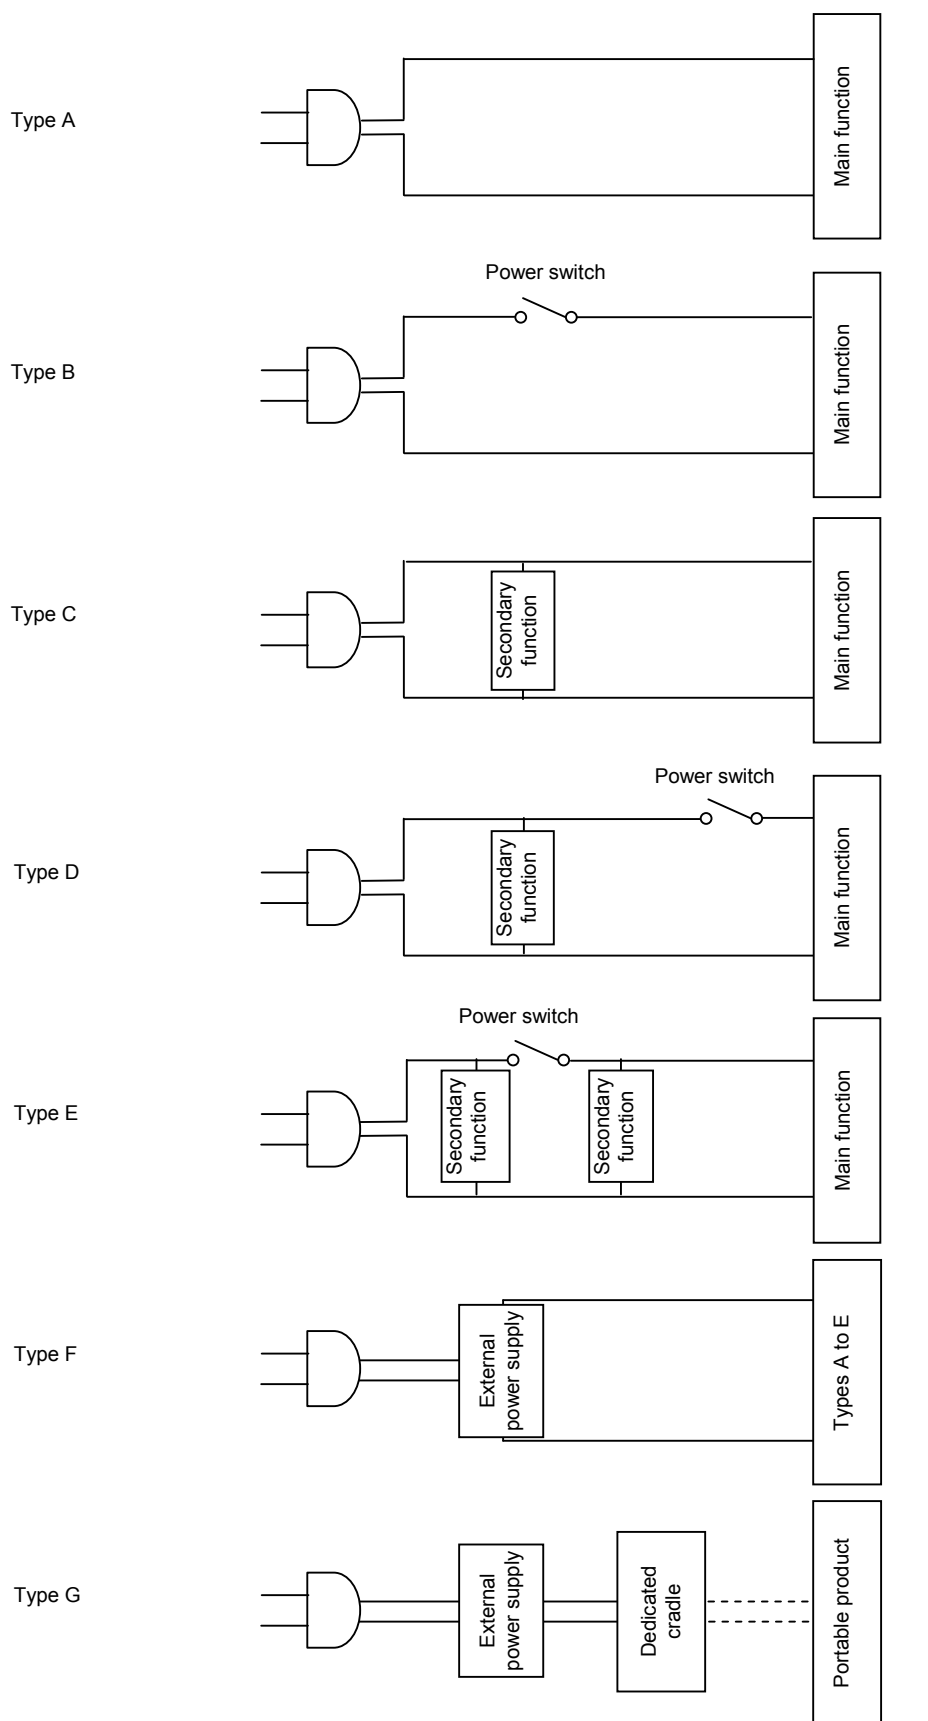 Type A
Main function
Power switch
Type B
Main function
Type C
Secondary
function
Main function
Power switch
Type D
Secondary
function
Main function
Power switch
Type E
Secondary
function
Secondary
function
Main function
Type F
External
power supply
Types A to E
Type G
External
power supply
Dedicated
cradle
Portable product